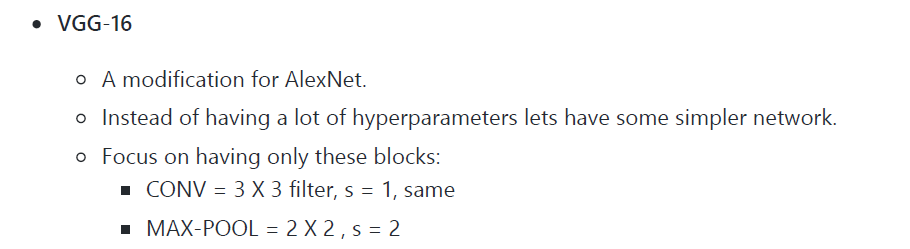 VGG-16
A modification for AlexNet.
Instead of having a lot of hyperparameters lets have some simpler network.
Focus on having only these blocks:
CONV = 3 X 3 filter, s = 1, same
MAX-POOL = 2 X 2 , s = 2